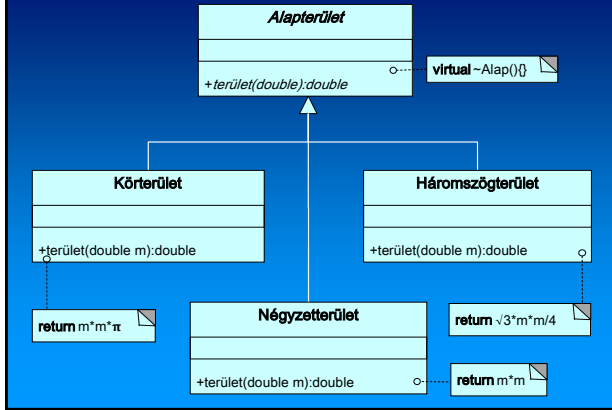 Alapterület
+terület(double):double
virtual ~Alap(){}
Körterület
+terület(double m):double
return m*m*π
Háromszögterület
+terület(double m):double
return √3*m*m/4
Négyzetterület
+terület(double m):double
return m*m